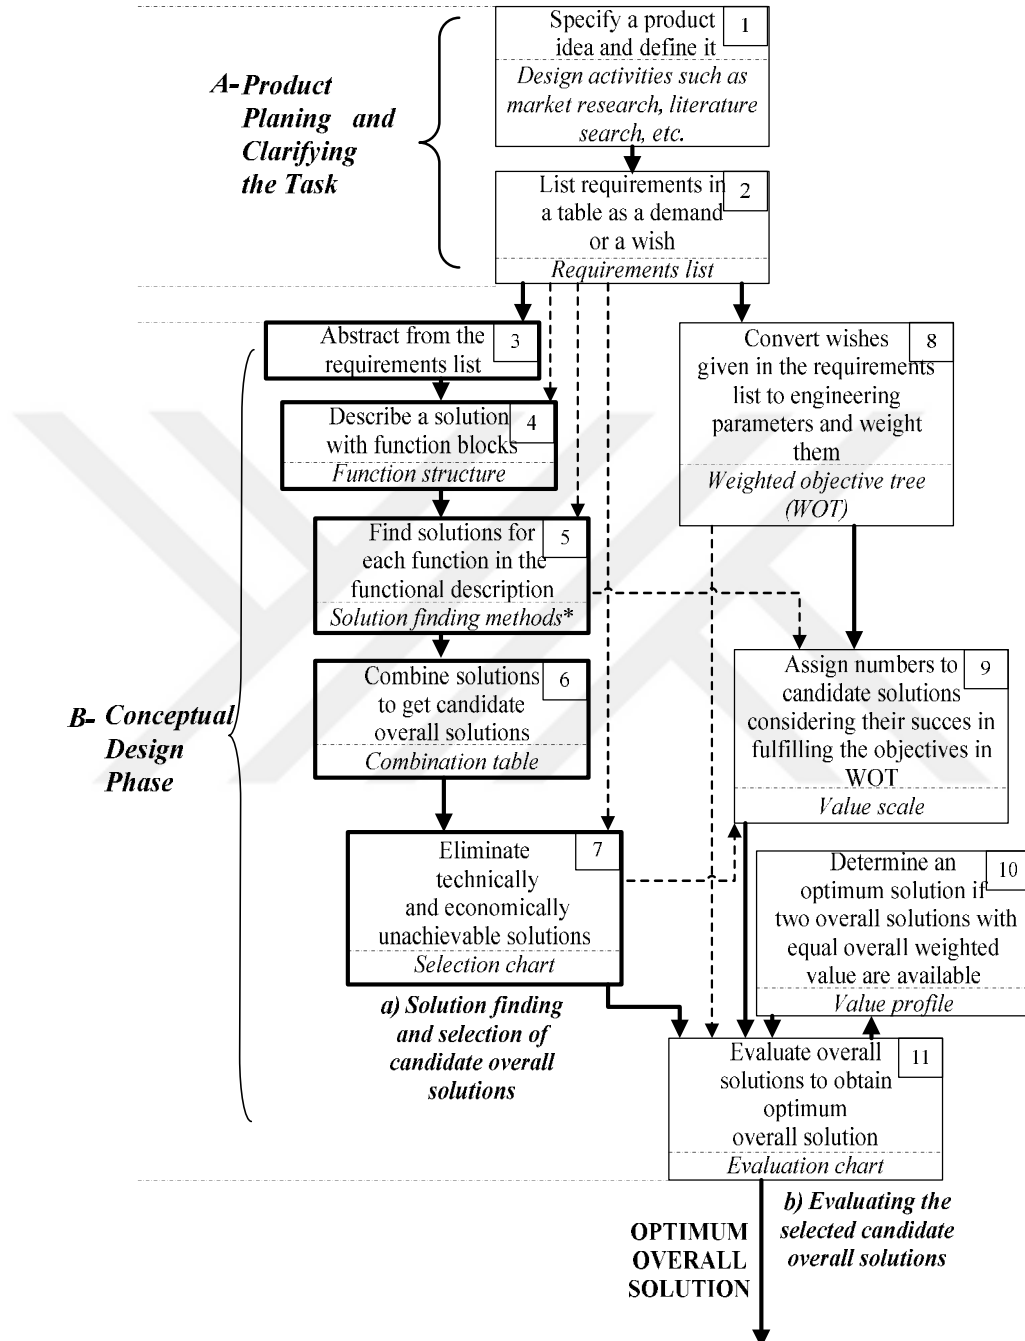 A- Product
Planing and
Clarifying
the Task
1
Specify a product
idea and define it
Design activities such as
market research, literature
search, etc.
2
List requirements in
a table as a demand
or a wish
Requirements list
B- Conceptual
Design
Phase
3
Abstract from the
requirements list
4
Describe a solution
with function blocks
Function structure
5
Find solutions for
each function in the
functional description
Solution finding methods*
6
Combine solutions
to get candidate
overall solutions
Combination table
7
Eliminate
technically
and economically
unachievable solutions
Selection chart
a) Solution finding
and selection of
candidate overall
solutions
8
Convert wishes
given in the requirements
list to engineering
parameters and weight
them
Weighted objective tree
(WOT)
9
Assign numbers to
candidate solutions
considering their succes in
fulfilling the objectives in
WOT
Value scale
10
Determine an
optimum solution if
two overall solutions with
equal overall weighted
value are available
Value profile
11
Evaluate overall
solutions to obtain
optimum
overall solution
Evaluation chart
b) Evaluating the
selected candidate
overall solutions
OPTIMUM
OVERALL
SOLUTION